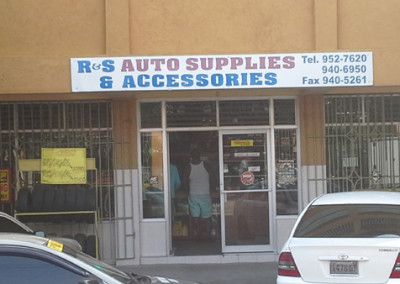 R&S AUTO SUPPLIES
& ACCESSORIES
Tel. 952-7620
940-6950
Fax 940-5261